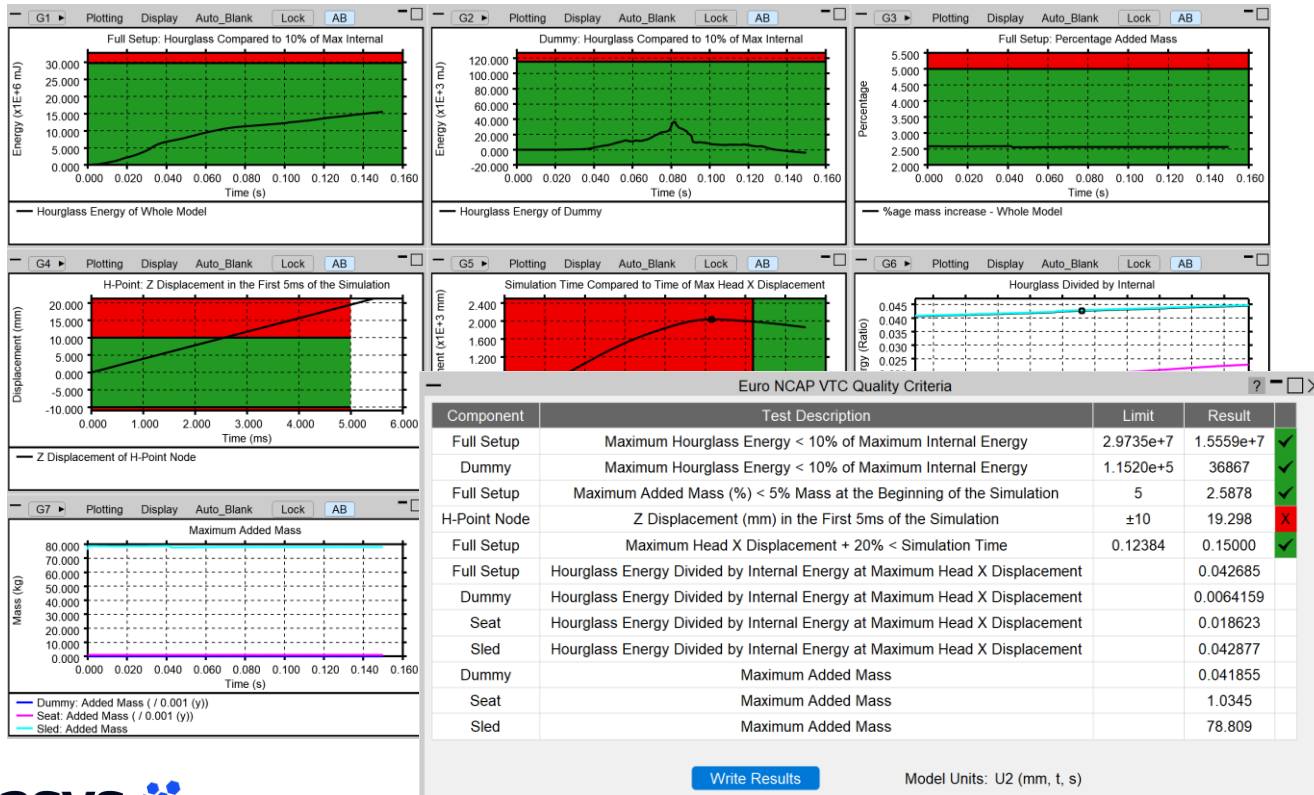 G1 Plotting Display Auto_Blank Lock AB
Full Setup: Hourglass Compared to 10% of Max Internal
Energy (x1E+6 mJ)
30.000
25.000
20.000
15.000
10.000
5.000
0.000
0.000 0.020 0.040 0.060 0.080 0.100 0.120 0.140 0.160
Time (s)
Hourglass Energy of Whole Model
G2 Plotting Display Auto_Blank Lock AB
Dummy: Hourglass Compared to 10% of Max Internal
Energy (x1E+3 mJ)
120.000
100.000
80.000
60.000
40.000
20.000
0.000
-20.000
0.000 0.020 0.040 0.060 0.080 0.100 0.120 0.140 0.160
Time (s)
Hourglass Energy of Dummy
G3 Plotting Display Auto_Blank Lock AB
Full Setup: Percentage Added Mass
Percentage
5.500
5.000
4.500
4.000
3.500
3.000
2.500
2.000
0.000 0.020 0.040 0.060 0.080 0.100 0.120 0.140 0.160
Time (s)
%age mass increase - Whole Model
G4 Plotting Display Auto_Blank Lock AB
H-Point: Z Displacement in the First 5ms of the Simulation
Displacement (mm)
20.000
15.000
10.000
5.000
0.000
-5.000
-10.000
0.000 1.000 2.000 3.000 4.000 5.000 6.000
Time (ms)
Z Displacement of H-Point Node
G5 Plotting Display Auto_Blank Lock AB
Simulation Time Compared to Time of Max Head X Displacement
(x1E+3 mm)
2.400
2.000
1.600
1.200
G6 Plotting Display Auto_Blank Lock AB
Hourglass Divided by Internal
(Ratio)
0.045
0.040
0.035
0.030
0.025
G7 Plotting Display Auto_Blank Lock AB
Maximum Added Mass
Mass (kg)
80.000
70.000
60.000
50.000
40.000
30.000
20.000
10.000
0.000
0.000 0.020 0.040 0.060 0.080 0.100 0.120 0.140 0.160
Time (s)
Dummy: Added Mass ( / 0.001 (y))
Seat: Added Mass ( / 0.001 (y))
Sled: Added Mass
Euro NCAP VTC Quality Criteria ?
Component Test Description Limit Result
Full Setup Maximum Hourglass Energy < 10% of Maximum Internal Energy 2.9735e+7 1.5559e+7 ✓
Dummy Maximum Hourglass Energy < 10% of Maximum Internal Energy 1.1520e+5 36867 ✓
Full Setup Maximum Added Mass (%) < 5% Mass at the Beginning of the Simulation 5 2.5878 ✓
H-Point Node Z Displacement (mm) in the First 5ms of the Simulation ±10 19.298 X
Full Setup Maximum Head X Displacement + 20% < Simulation Time 0.12384 0.15000 ✓
Full Setup Hourglass Energy Divided by Internal Energy at Maximum Head X Displacement 0.042685
Dummy Hourglass Energy Divided by Internal Energy at Maximum Head X Displacement 0.0064159
Seat Hourglass Energy Divided by Internal Energy at Maximum Head X Displacement 0.018623
Sled Hourglass Energy Divided by Internal Energy at Maximum Head X Displacement 0.042877
Dummy Maximum Added Mass 0.041855
Seat Maximum Added Mass 1.0345
Sled Maximum Added Mass 78.809
Write Results Model Units: U2 (mm, t, s)